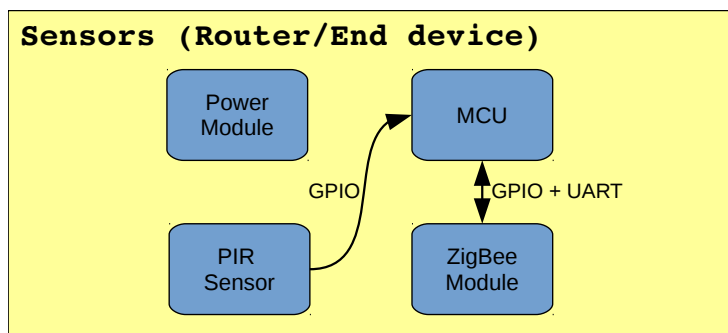 Sensors (Router/End device)
Power
Module
MCU
GPIO
GPIO + UART
PIR
Sensor
ZigBee
Module